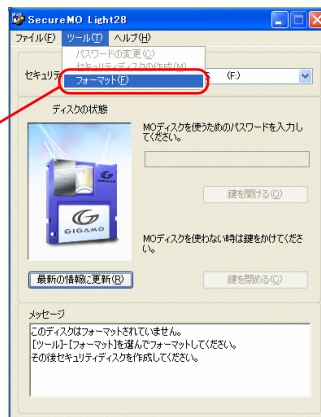 SecureMO Light28
ファイル(F) ツール(T) ヘルプ(H)
パスワードの変更(C)
セキュリティディスクの作成(M)
フォーマット(F)
セキュリテ
(F:)
ディスクの状態
MOディスクを使うためのパスワードを入力し
てください。
GIGAMO
鍵を開ける(O)
GIGAMO
MOディスクを使わない時は鍵をかけてくださ
い。
最新の情報に更新(R)
鍵を閉める(C)
メッセージ
このディスクはフォーマットされていません。
[ツール]-[フォーマット]を選んでフォーマットしてください。
その後セキュリティディスクを作成してください。